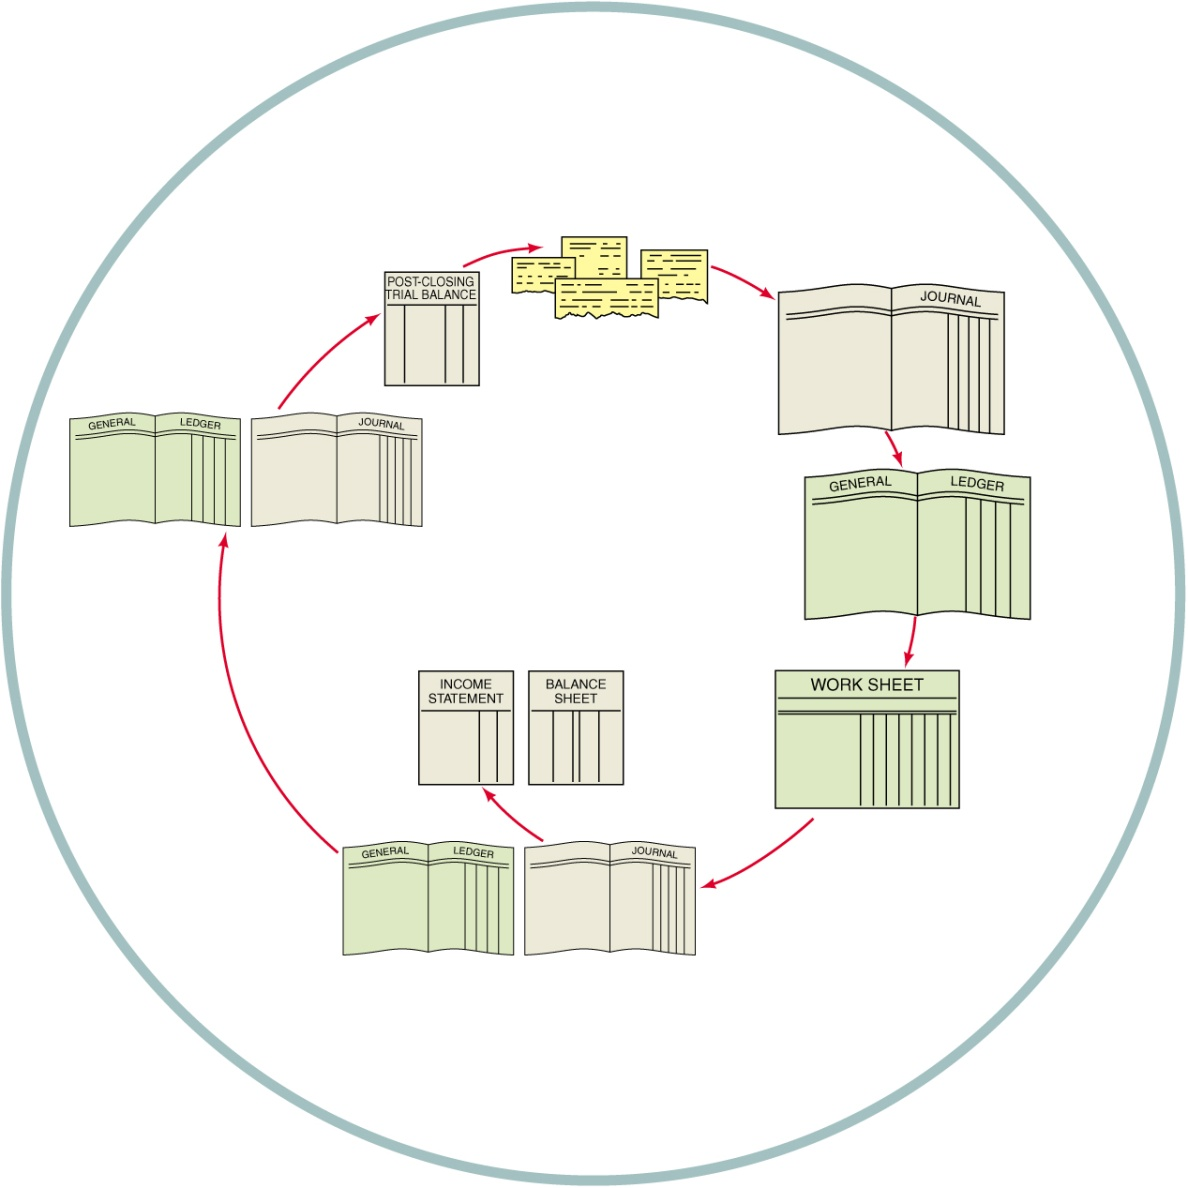 POST-CLOSING
TRIAL BALANCE
JOURNAL
GENERAL LEDGER
JOURNAL
GENERAL LEDGER
WORK SHEET
INCOME
STATEMENT
BALANCE
SHEET
GENERAL LEDGER
JOURNAL